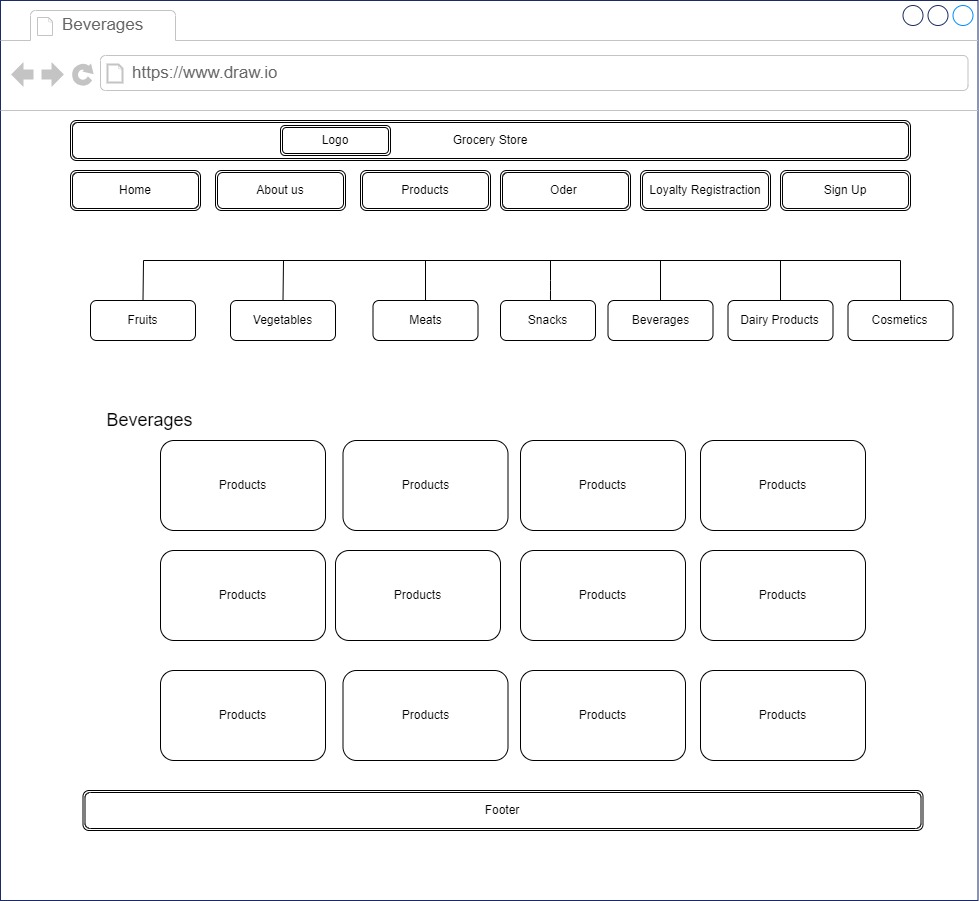 Beverages
https://www.draw.io
Logo Grocery Store
Home About us Products Oder Loyalty Registraction Sign Up
Fruits Vegetables Meats Snacks Beverages Dairy Products Cosmetics
Beverages
Products Products Products Products
Products Products Products Products
Products Products Products Products
Footer